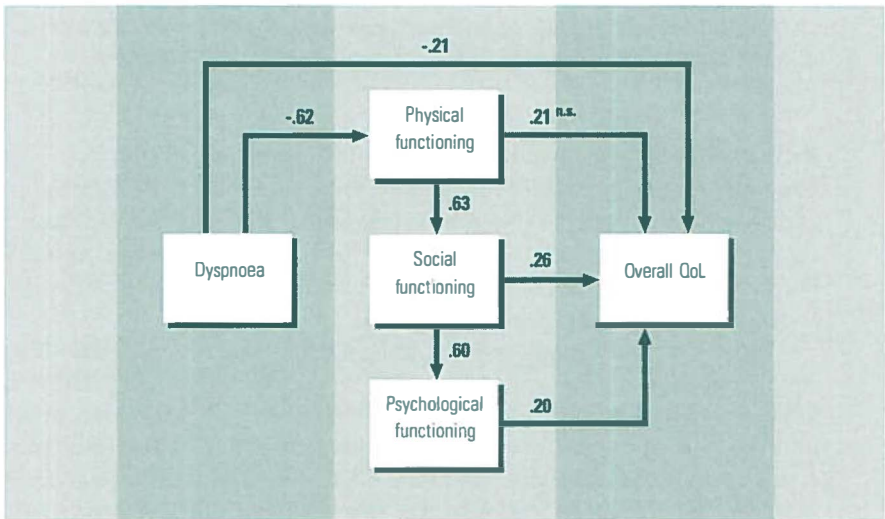 -.21
-.62
Physical
functioning
.21 n.s.
.63
Dyspnoea
Social
functioning
.26
Overall QoL
.60
Psychological
functioning
.20